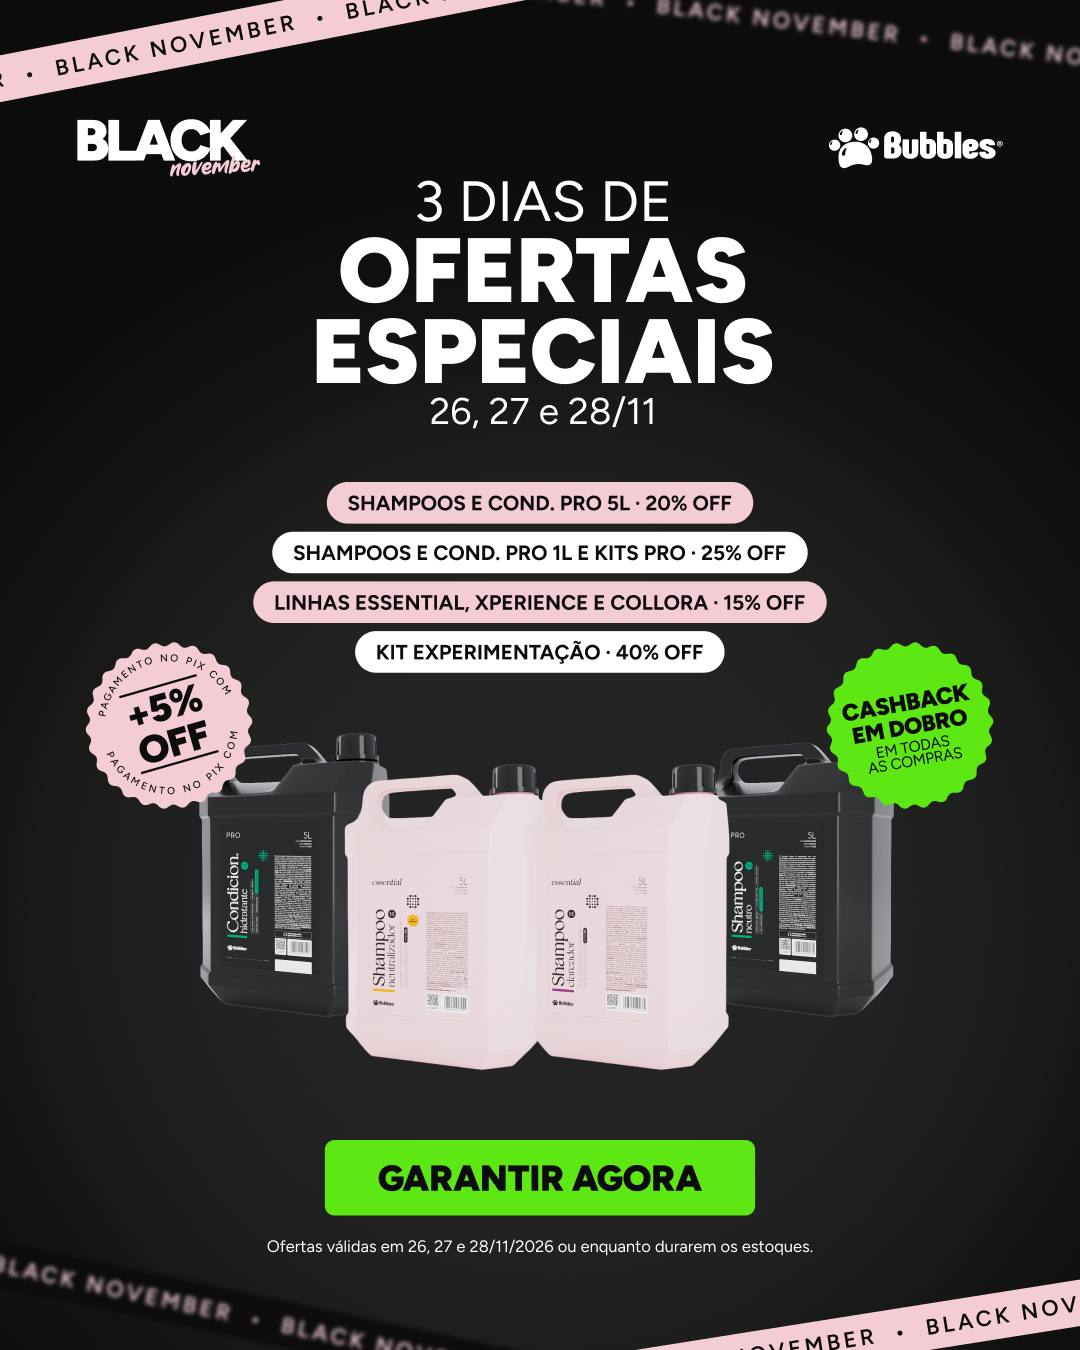 BLACK NOVEMBER • BLACK
BLACK NOVEMBER • BLACK NO
BLACK
november
Bubbles®
3 DIAS DE
OFERTAS
ESPECIAIS
26, 27 e 28/11
SHAMPOOS E COND. PRO 5L · 20% OFF
SHAMPOOS E COND. PRO 1L E KITS PRO · 25% OFF
LINHAS ESSENTIAL, XPERIENCE E COLLORA · 15% OFF
KIT EXPERIMENTAÇÃO · 40% OFF
PAGAMENTO NO PIX COM
+5%
OFF
PAGAMENTO NO PIX COM
CASHBACK
EM DOBRO
EM TODAS
AS COMPRAS
PRO 5L
Condicion.
hidratante
Bubbles
essential 5L
Shampoo
neutralizador
Bubbles
essential 5L
Shampoo
clareador
Bubbles
PRO 5L
Shampoo
neutro
Bubbles
GARANTIR AGORA
Ofertas válidas em 26, 27 e 28/11/2026 ou enquanto durarem os estoques.
BLACK NOVEMBER • BLACK NOV
OVEMBER • BLACK NOV